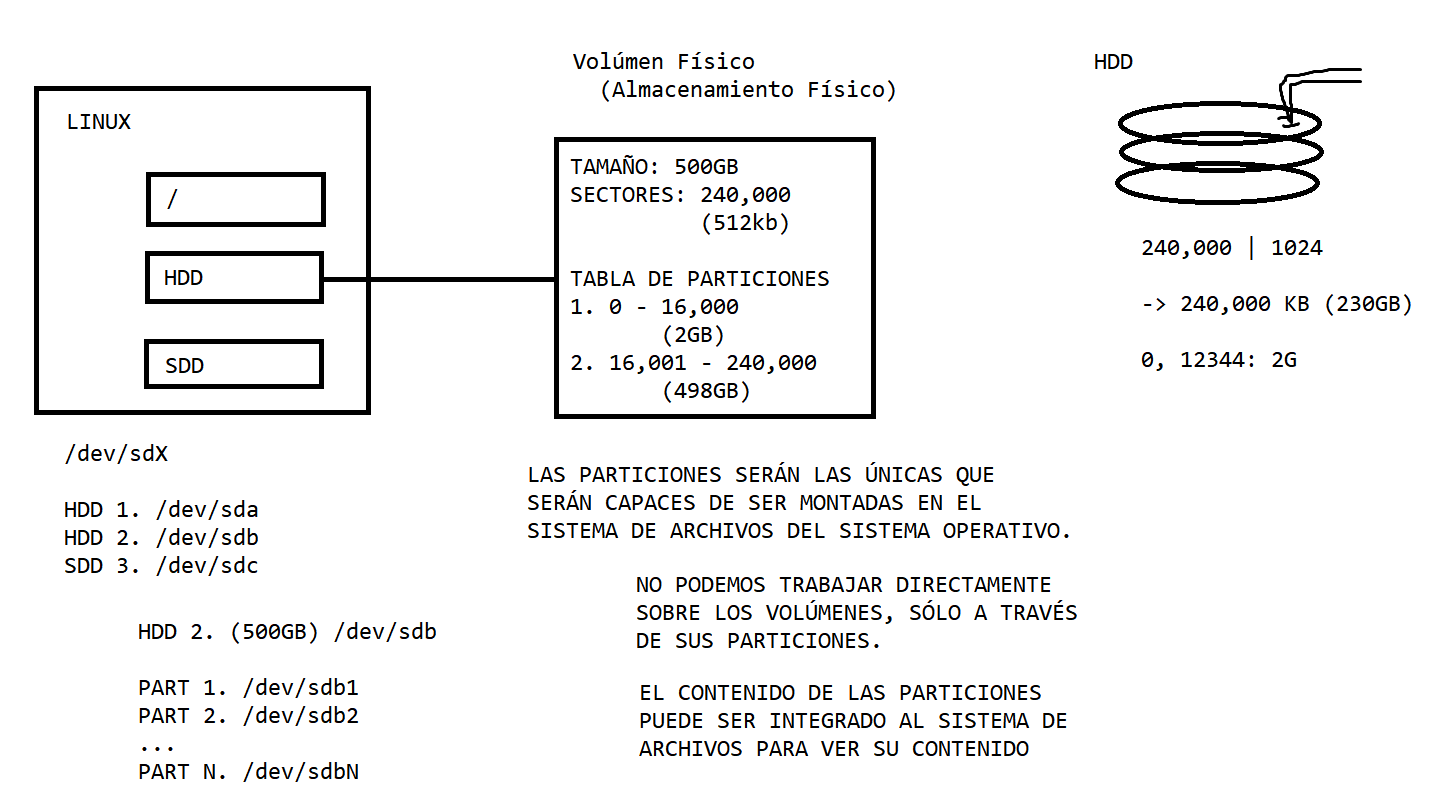 LINUX
/
HDD
SDD
/dev/sdX
HDD 1. /dev/sda
HDD 2. /dev/sdb
SDD 3. /dev/sdc
HDD 2. (500GB) /dev/sdb
PART 1. /dev/sdb1
PART 2. /dev/sdb2
...
PART N. /dev/sdbN
Volúmen Físico
(Almacenamiento Físico)
TAMAÑO: 500GB
SECTORES: 240,000
(512kb)
TABLA DE PARTICIONES
1. 0 - 16,000
(2GB)
2. 16,001 - 240,000
(498GB)
LAS PARTICIONES SERÁN LAS ÚNICAS QUE
SERÁN CAPACES DE SER MONTADAS EN EL
SISTEMA DE ARCHIVOS DEL SISTEMA OPERATIVO.
NO PODEMOS TRABAJAR DIRECTAMENTE
SOBRE LOS VOLÚMENES, SÓLO A TRAVÉS
DE SUS PARTICIONES.
EL CONTENIDO DE LAS PARTICIONES
PUEDE SER INTEGRADO AL SISTEMA DE
ARCHIVOS PARA VER SU CONTENIDO
HDD
240,000 | 1024
-> 240,000 KB (230GB)
0, 12344: 2G